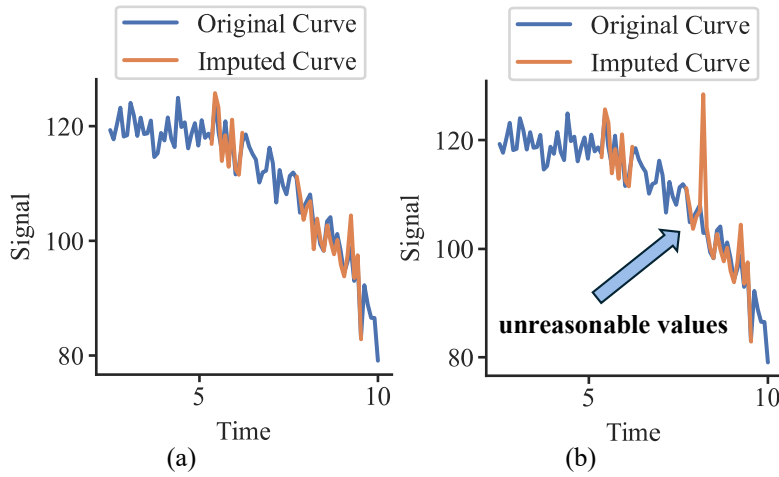 Original Curve
Imputed Curve
120
100
80
Signal
5
10
Time
(a)
Original Curve
Imputed Curve
120
100
80
Signal
unreasonable values
5
10
Time
(b)